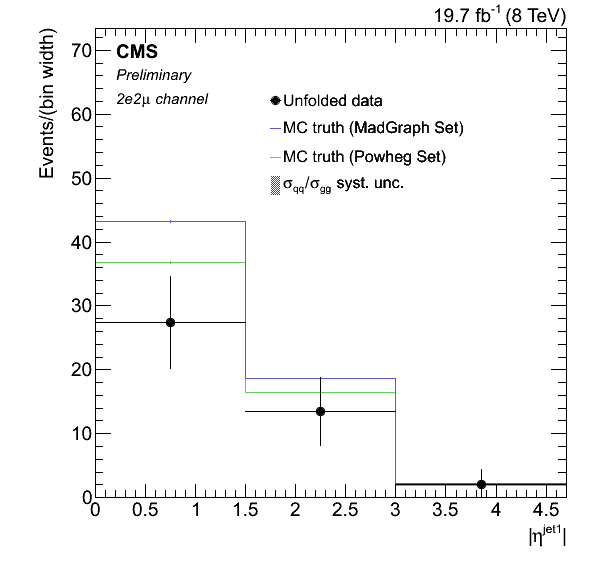 19.7 fb⁻¹ (8 TeV)
Events/(bin width)
CMS
Preliminary
2e2μ channel
Unfolded data
MC truth (MadGraph Set)
MC truth (Powheg Set)
σqq/σgg syst. unc.
70
60
50
40
30
20
10
0
0 0.5 1 1.5 2 2.5 3 3.5 4 4.5
|η^jet1|